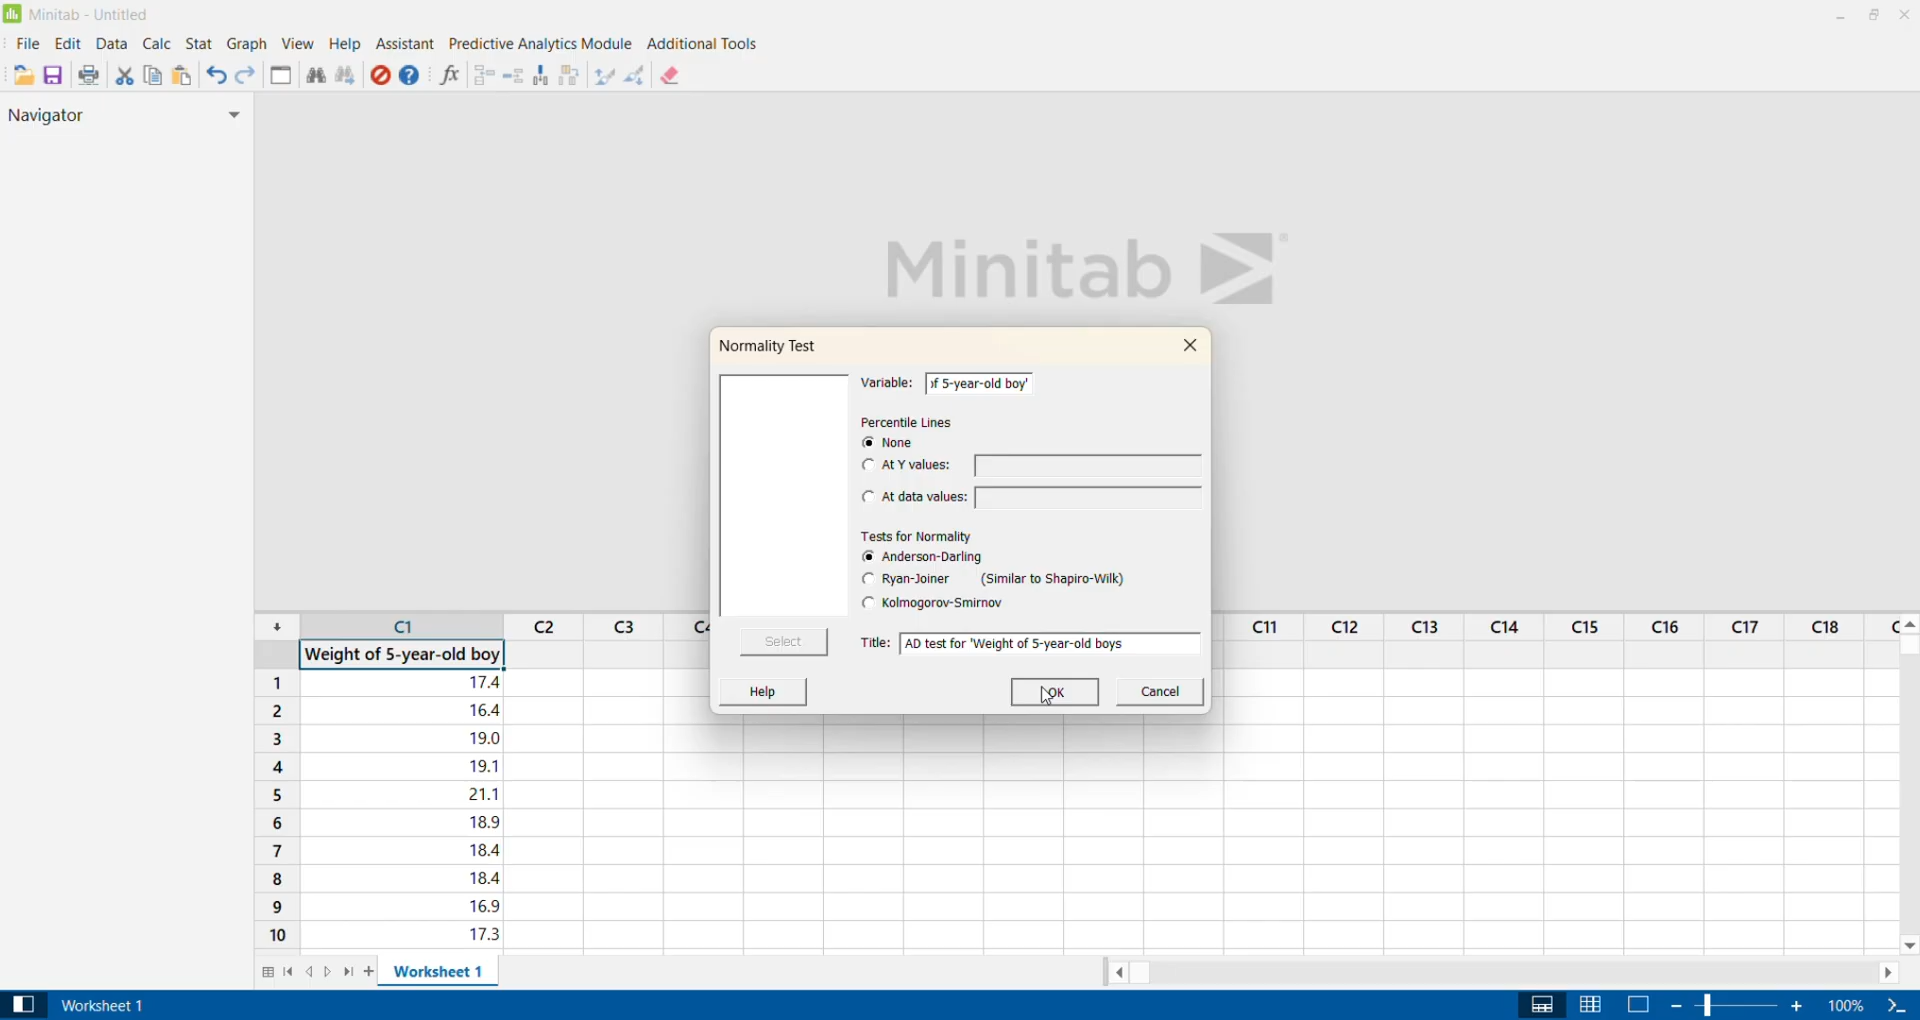 Minitab - Untitled
File Edit Data Calc Stat Graph View Help Assistant Predictive Analytics Module Additional Tools
fx
Navigator
Minitab
Normality Test
Variable: of 5-year-old boy'
Percentile Lines
None
At Y values:
At data values:
Tests for Normality
Anderson-Darling
Ryan-Joiner (Similar to Shapiro-Wilk)
Kolmogorov-Smirnov
Select
Title: AD test for 'Weight of 5-year-old boys
Help OK Cancel
C1 C2 C3 C4 C11 C12 C13 C14 C15 C16 C17 C18 C
Weight of 5-year-old boy
1 17.4
2 16.4
3 19.0
4 19.1
5 21.1
6 18.9
7 18.4
8 18.4
9 16.9
10 17.3
Worksheet 1
Worksheet 1 100%